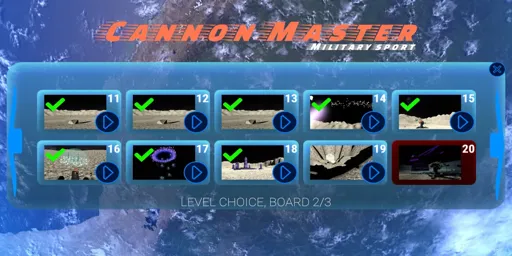 CANNON MASTER
MILITARY SPORT
11 12 13 14 15
16 17 18 19 20
LEVEL CHOICE, BOARD 2/3